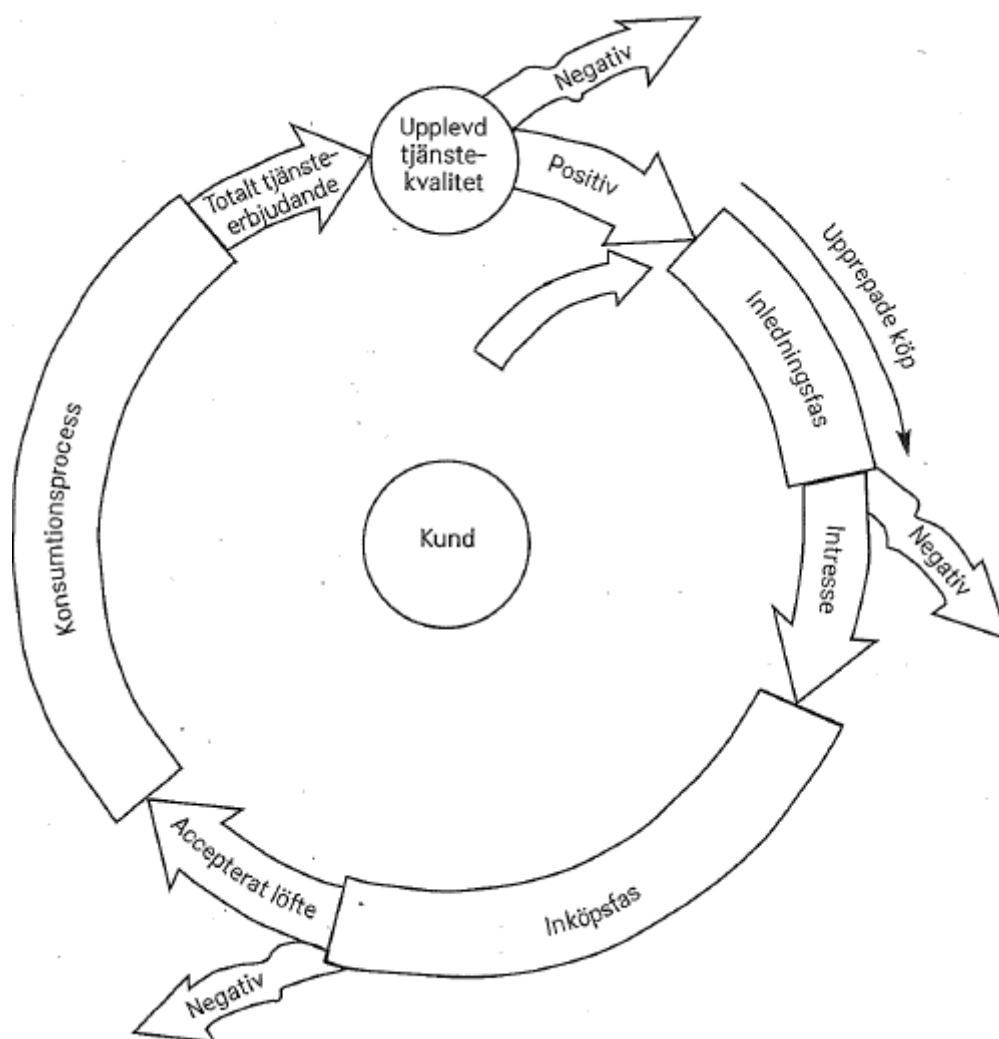 Negativ
Upplevd
tjänste-
kvalitet
Positiv
Totalt tjänste-
erbjudande
Upprepade köp
Inledningsfas
Konsumtionsprocess
Kund
Intresse
Negativ
Accepterat löfte
Inköpsfas
Negativ